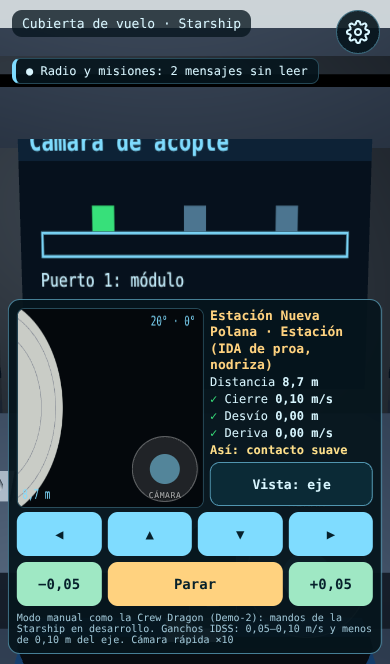 Cubierta de vuelo · Starship
● Radio y misiones: 2 mensajes sin leer
Cámara de acople
Puerto 1: módulo
20° · 0°
CÁMARA
Estación Nueva
Polana · Estación
(IDA de proa,
nodriza)
Distancia 8,7 m
✓ Cierre 0,10 m/s
✓ Desvío 0,00 m
✓ Deriva 0,00 m/s
Así: contacto suave
Vista: eje
◄ ▲ ▼ ►
−0,05 Parar +0,05
Modo manual como la Crew Dragon (Demo-2): mandos de la
Starship en desarrollo. Ganchos IDSS: 0,05–0,10 m/s y menos
de 0,10 m del eje. Cámara rápida ×10